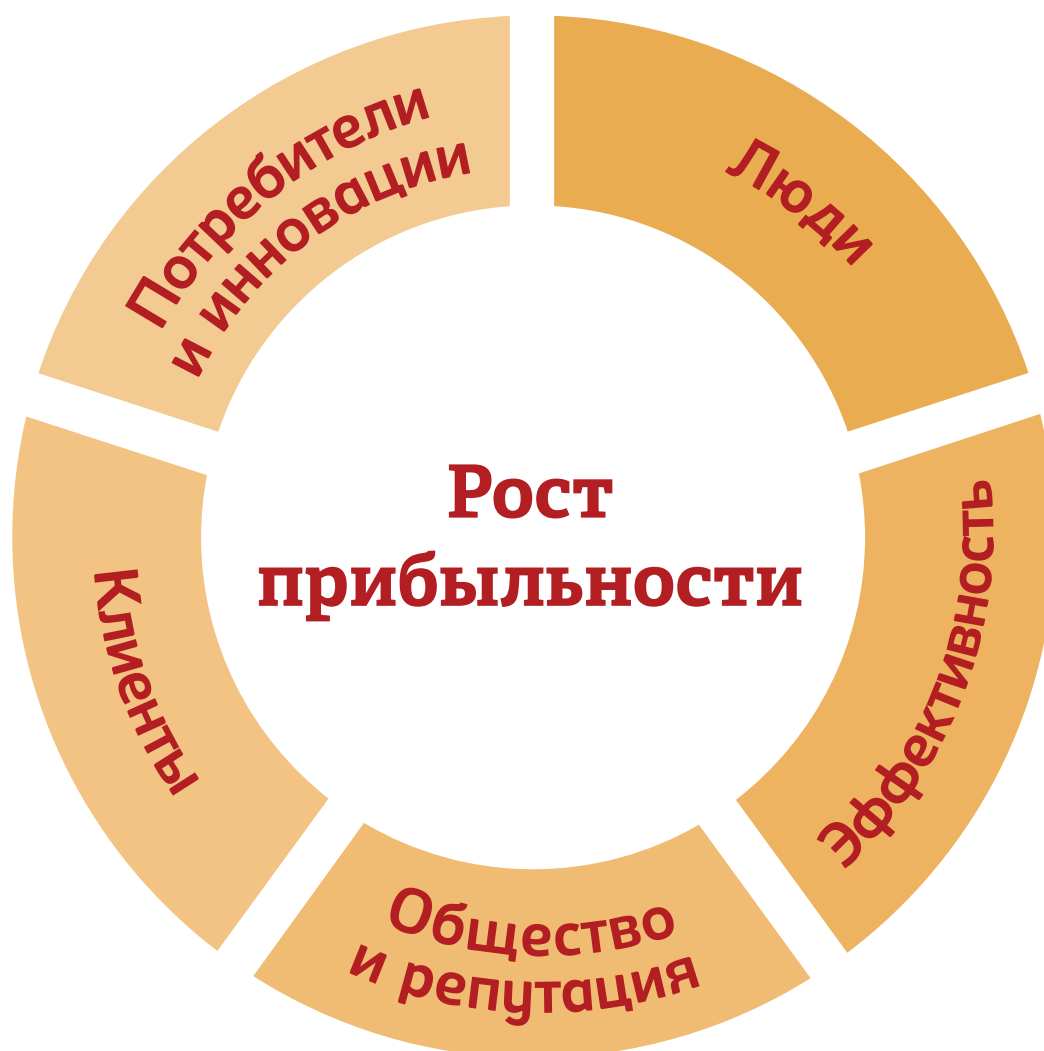 Потребители
и инновации
Люди
Рост
прибыльности
Клиенты
Эффективность
Общество
и репутация